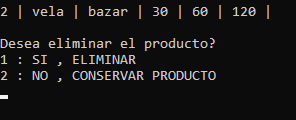 2 | vela | bazar | 30 | 60 | 120 |
Desea eliminar el producto?
1 : SI , ELIMINAR
2 : NO , CONSERVAR PRODUCTO